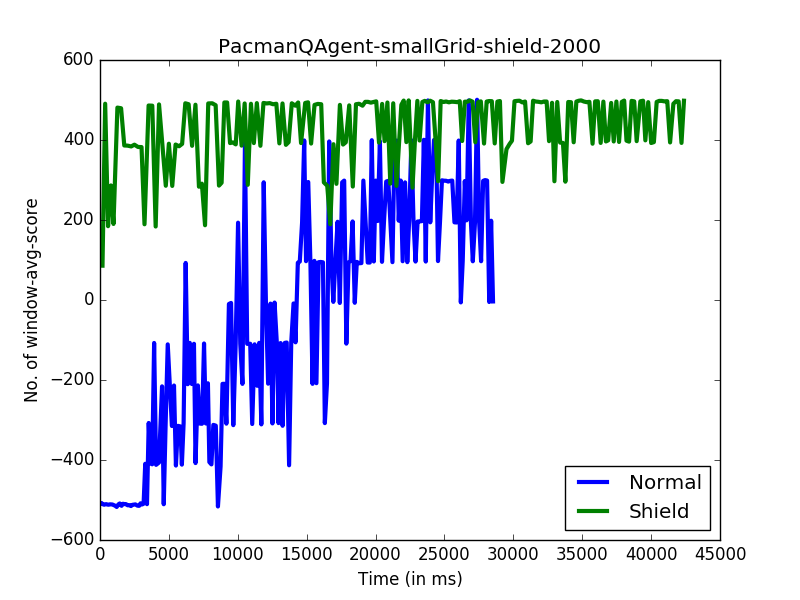 PacmanQAgent-smallGrid-shield-2000
600
400
200
0
−200
−400
−600
No. of window-avg-score
0 5000 10000 15000 20000 25000 30000 35000 40000 45000
Time (in ms)
Normal
Shield